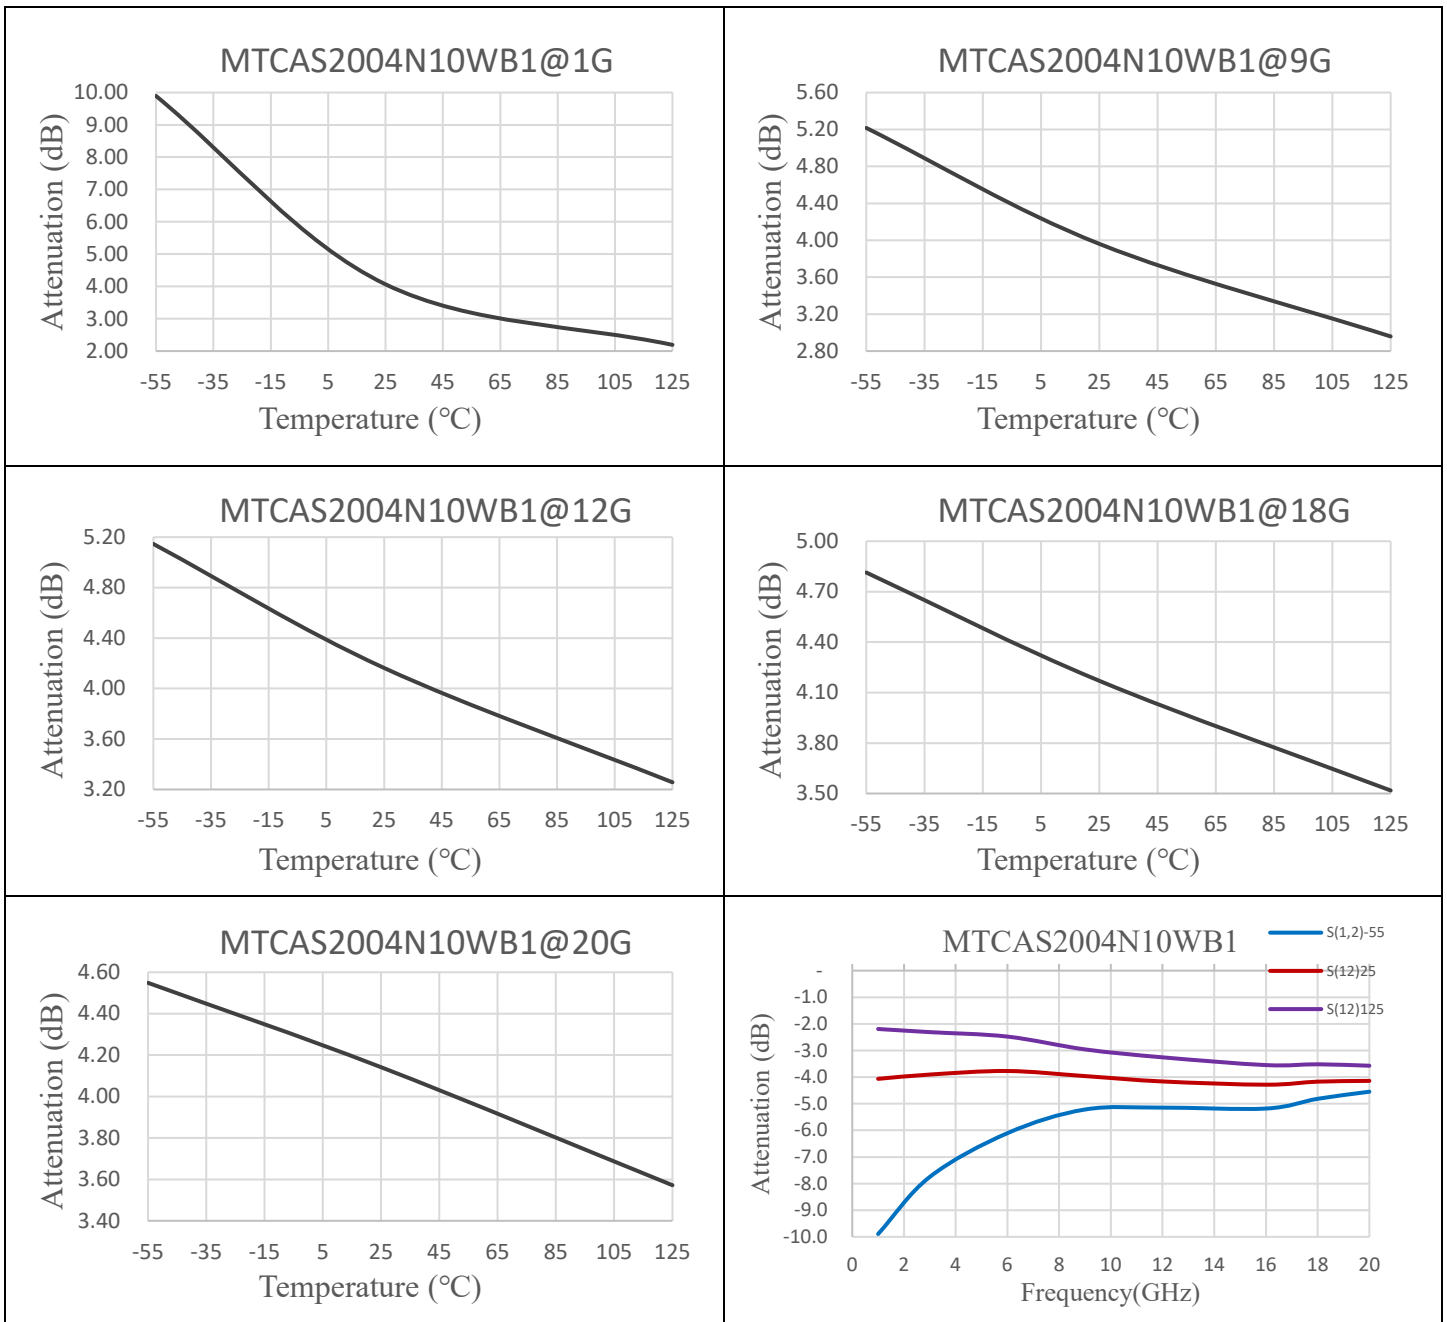 MTCAS2004N10WB1@1G
Attenuation (dB)
10.00
9.00
8.00
7.00
6.00
5.00
4.00
3.00
2.00
-55 -35 -15 5 25 45 65 85 105 125
Temperature (℃)
MTCAS2004N10WB1@9G
Attenuation (dB)
5.60
5.20
4.80
4.40
4.00
3.60
3.20
2.80
-55 -35 -15 5 25 45 65 85 105 125
Temperature (℃)
MTCAS2004N10WB1@12G
Attenuation (dB)
5.20
4.80
4.40
4.00
3.60
3.20
-55 -35 -15 5 25 45 65 85 105 125
Temperature (℃)
MTCAS2004N10WB1@18G
Attenuation (dB)
5.00
4.70
4.40
4.10
3.80
3.50
-55 -35 -15 5 25 45 65 85 105 125
Temperature (℃)
MTCAS2004N10WB1@20G
Attenuation (dB)
4.60
4.40
4.20
4.00
3.80
3.60
3.40
-55 -35 -15 5 25 45 65 85 105 125
Temperature (℃)
MTCAS2004N10WB1
S(1,2)-55
S(12)25
S(12)125
Attenuation (dB)
-
-1.0
-2.0
-3.0
-4.0
-5.0
-6.0
-7.0
-8.0
-9.0
-10.0
0 2 4 6 8 10 12 14 16 18 20
Frequency(GHz)